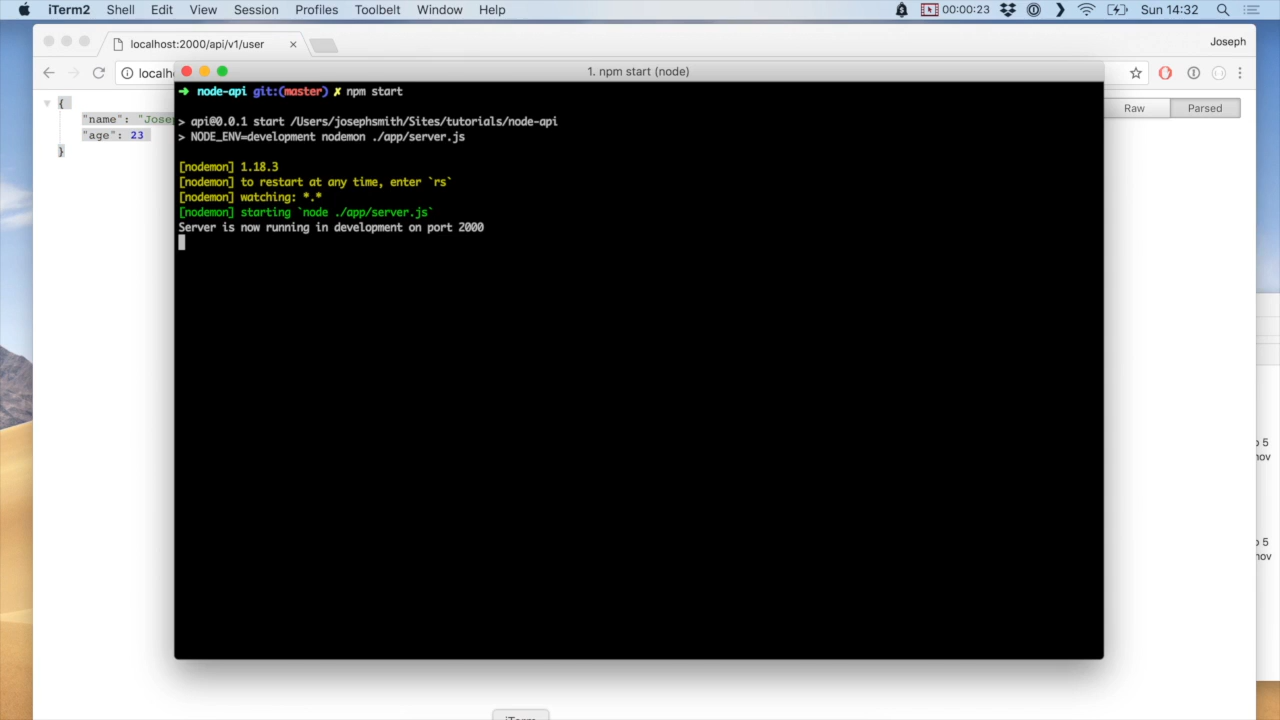 iTerm2 Shell Edit View Session Profiles Toolbelt Window Help 00:00:23 Sun 14:32
localhost:2000/api/v1/user
Joseph
1. npm start (node)
{
"age": 23
}
Raw Parsed
➜ node-api git:(master) ✗ npm start
> api@0.0.1 start /Users/josephsmith/Sites/tutorials/node-api
> NODE_ENV=development nodemon ./app/server.js
[nodemon] 1.18.3
[nodemon] to restart at any time, enter `rs`
[nodemon] watching: *.*
[nodemon] starting `node ./app/server.js`
Server is now running in development on port 2000
"name":